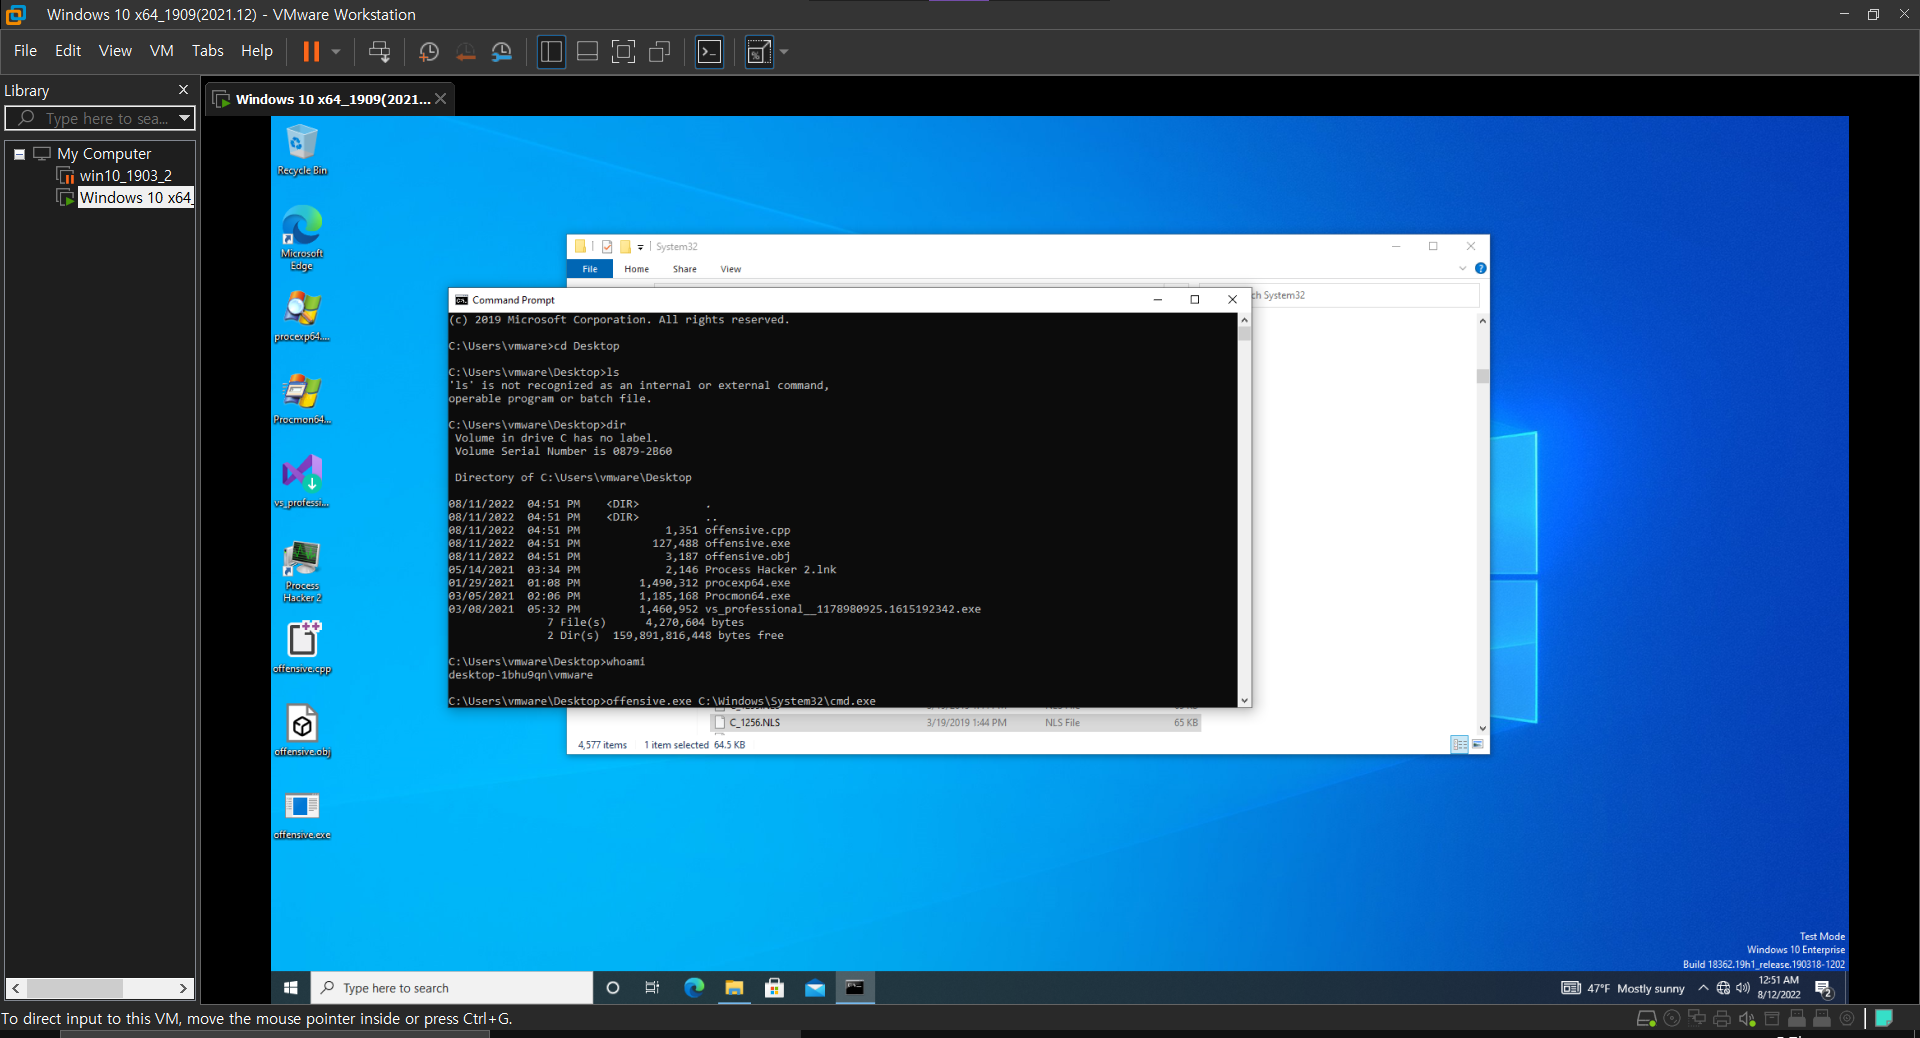 Windows 10 x64_1909(2021.12) - VMware Workstation
File Edit View VM Tabs Help
Library
Type here to sea...
My Computer
win10_1903_2
Windows 10 x64_
Windows 10 x64_1909(2021...
Recycle Bin
Microsoft
Edge
procexp64....
Procmon64...
vs_professi...
Process
Hacker 2
offensive.cpp
offensive.obj
offensive.exe
System32
File Home Share View
ch System32
Command Prompt
(c) 2019 Microsoft Corporation. All rights reserved.
C:\Users\vmware>cd Desktop
C:\Users\vmware\Desktop>ls
'ls' is not recognized as an internal or external command,
operable program or batch file.
C:\Users\vmware\Desktop>dir
Volume in drive C has no label.
Volume Serial Number is 0879-2B60
Directory of C:\Users\vmware\Desktop
08/11/2022 04:51 PM <DIR> .
08/11/2022 04:51 PM <DIR> ..
08/11/2022 04:51 PM 1,351 offensive.cpp
08/11/2022 04:51 PM 127,488 offensive.exe
08/11/2022 04:51 PM 3,187 offensive.obj
05/14/2021 03:34 PM 2,146 Process Hacker 2.lnk
01/29/2021 01:08 PM 1,490,312 procexp64.exe
03/05/2021 02:06 PM 1,185,168 Procmon64.exe
03/08/2021 05:32 PM 1,460,952 vs_professional__1178980925.1615192342.exe
7 File(s) 4,270,604 bytes
2 Dir(s) 159,891,816,448 bytes free
C:\Users\vmware\Desktop>whoami
desktop-1bhu9qn\vmware
C:\Users\vmware\Desktop>offensive.exe C:\Windows\System32\cmd.exe
C_1256.NLS 3/19/2019 1:44 PM NLS File 65 KB
4,577 items 1 item selected 64.5 KB
Test Mode
Windows 10 Enterprise
Build 18362.19h1_release.190318-1202
Type here to search
47°F Mostly sunny
12:51 AM
8/12/2022
2
To direct input to this VM, move the mouse pointer inside or press Ctrl+G.